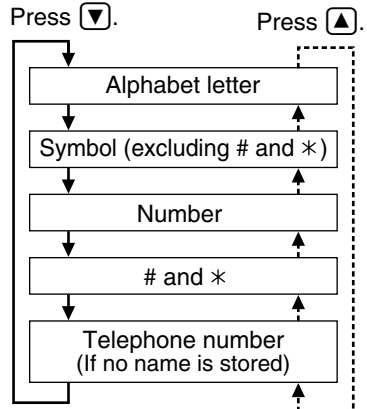 Press [▼].
Press [▲].
Alphabet letter
Symbol (excluding # and ✳)
Number
# and ✳
Telephone number
(If no name is stored)